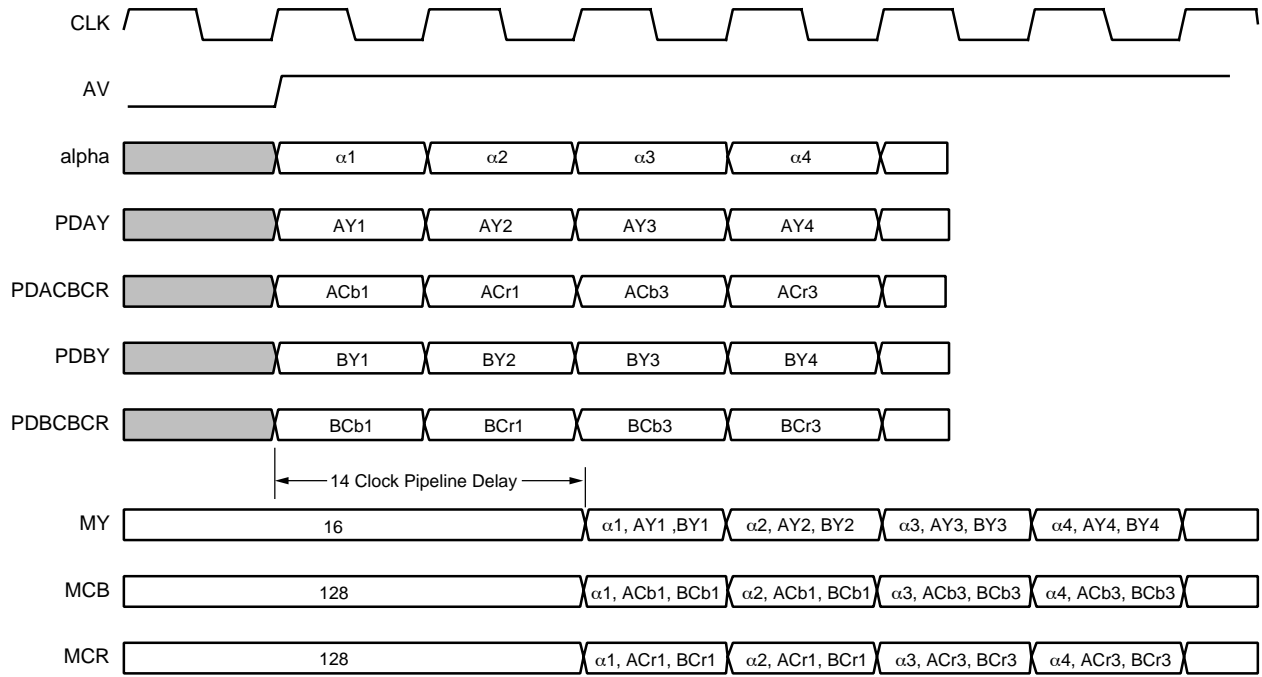 CLK
AV
alpha α1 α2 α3 α4
PDAY AY1 AY2 AY3 AY4
PDACBCR ACb1 ACr1 ACb3 ACr3
PDBY BY1 BY2 BY3 BY4
PDBCBCR BCb1 BCr1 BCb3 BCr3
14 Clock Pipeline Delay
MY 16 α1, AY1 ,BY1 α2, AY2, BY2 α3, AY3, BY3 α4, AY4, BY4
MCB 128 α1, ACb1, BCb1 α2, ACb1, BCb1 α3, ACb3, BCb3 α4, ACb3, BCb3
MCR 128 α1, ACr1, BCr1 α2, ACr1, BCr1 α3, ACr3, BCr3 α4, ACr3, BCr3